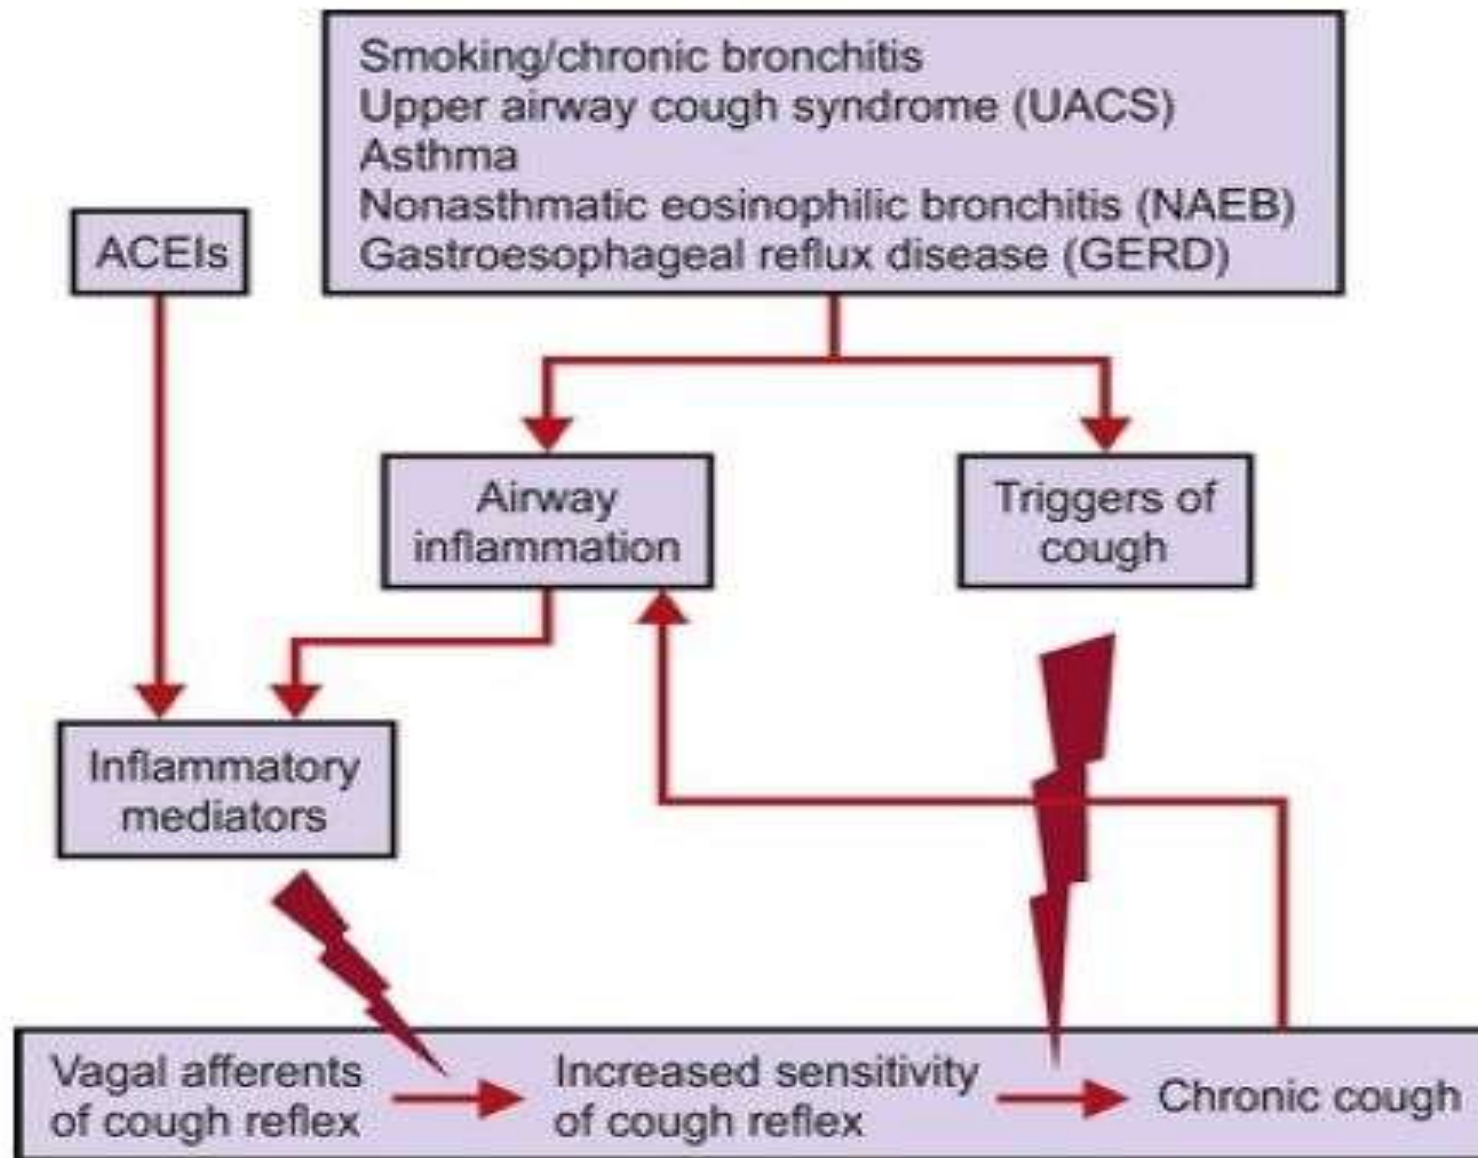 Smoking/chronic bronchitis
Upper airway cough syndrome (UACS)
Asthma
Nonasthmatic eosinophilic bronchitis (NAEB)
Gastroesophageal reflux disease (GERD)
ACEIs
Airway
inflammation
Triggers of
cough
Inflammatory
mediators
Vagal afferents
of cough reflex
Increased sensitivity
of cough reflex
Chronic cough